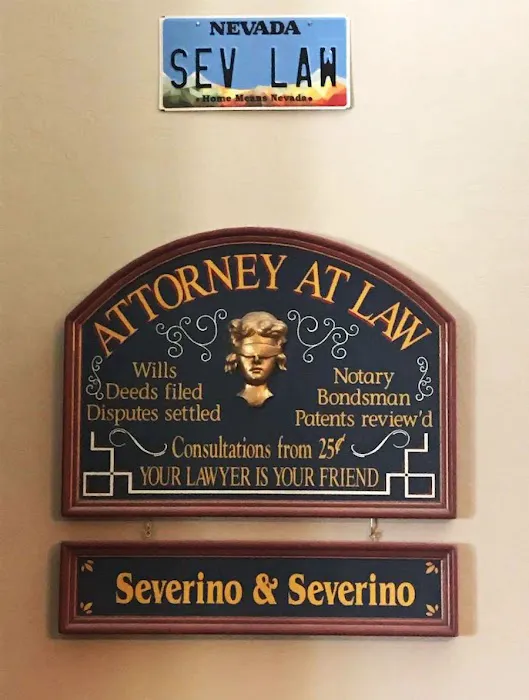 NEVADA
SEV LAW
Home Means Nevada
ATTORNEY AT LAW
Wills
Deeds filed
Disputes settled
Notary
Bondsman
Patents review'd
Consultations from 25¢
YOUR LAWYER IS YOUR FRIEND
Severino & Severino